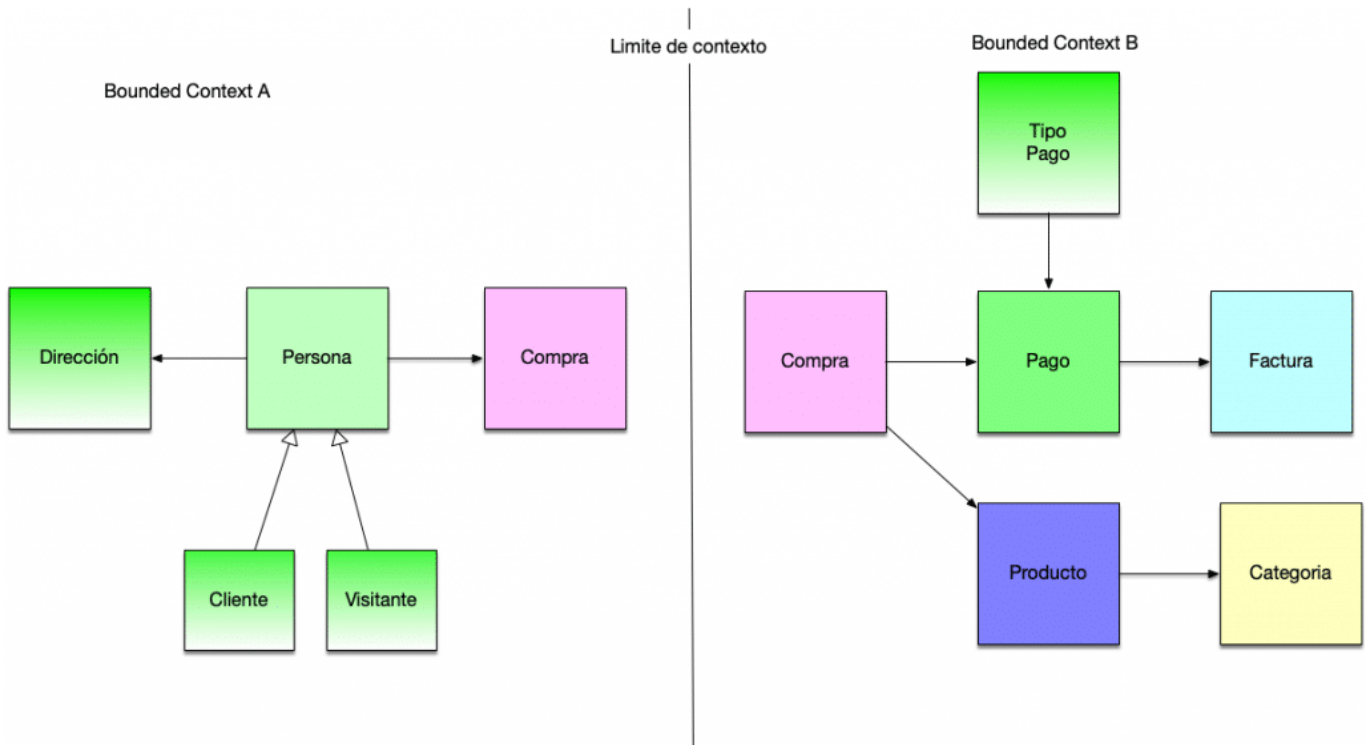 Limite de contexto
Bounded Context B
Bounded Context A
Tipo
Pago
Dirección
Persona
Compra
Compra
Pago
Factura
Cliente
Visitante
Producto
Categoria